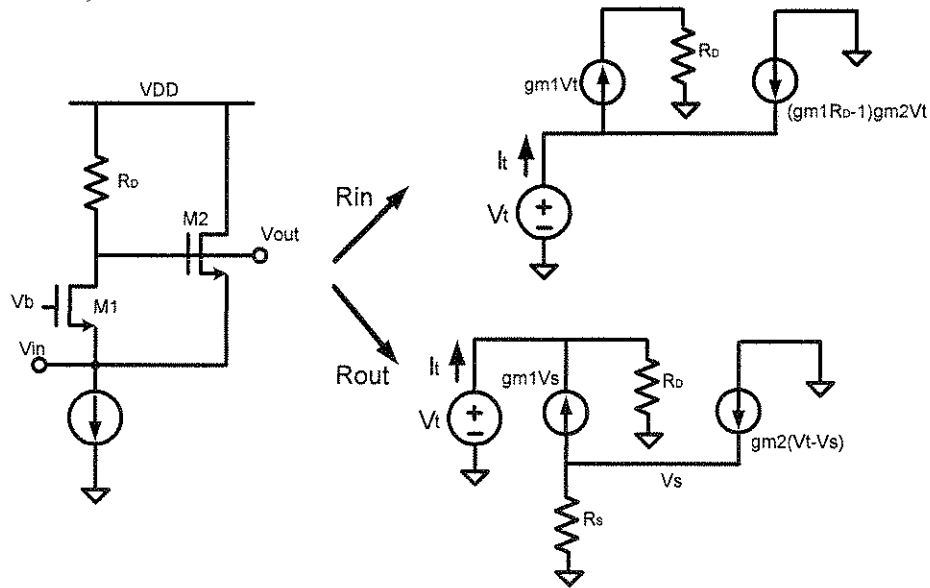 VDD
RD
M2
Vout
Vb
M1
Vin
Rin
Rout
gm1Vt
RD
(gm1RD-1)gm2Vt
It
Vt
It
Vt
gm1Vs
RD
gm2(Vt-Vs)
Vs
Rs